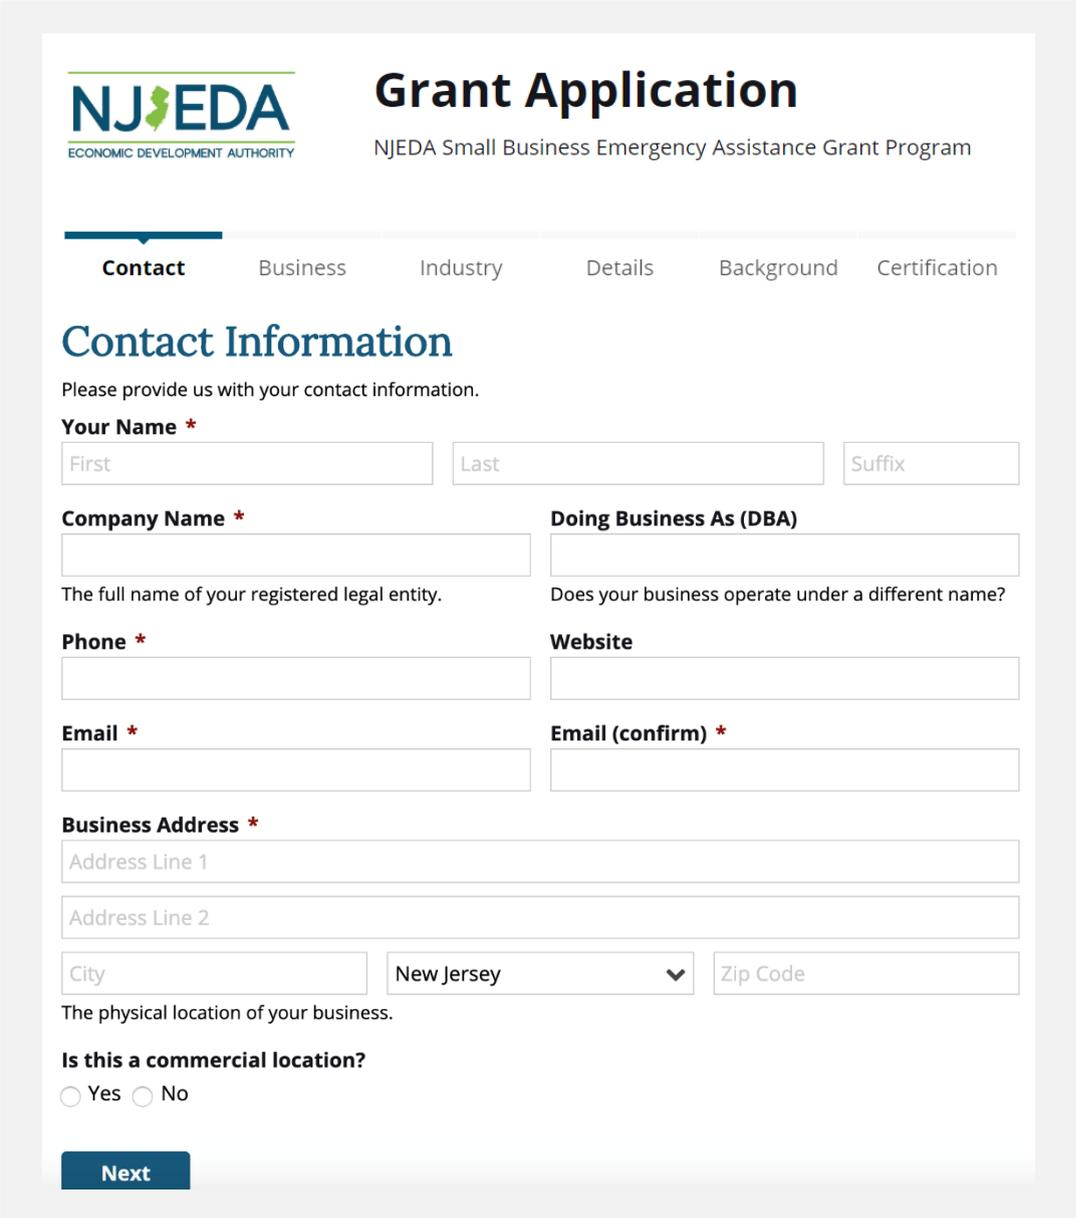 NJEDA
ECONOMIC DEVELOPMENT AUTHORITY
Grant Application
NJEDA Small Business Emergency Assistance Grant Program
Contact Business Industry Details Background Certification
Contact Information
Please provide us with your contact information.
Your Name *
First Last Suffix
Company Name * Doing Business As (DBA)
The full name of your registered legal entity. Does your business operate under a different name?
Phone * Website
Email * Email (confirm) *
Business Address *
Address Line 1
Address Line 2
City New Jersey Zip Code
The physical location of your business.
Is this a commercial location?
Yes No
Next